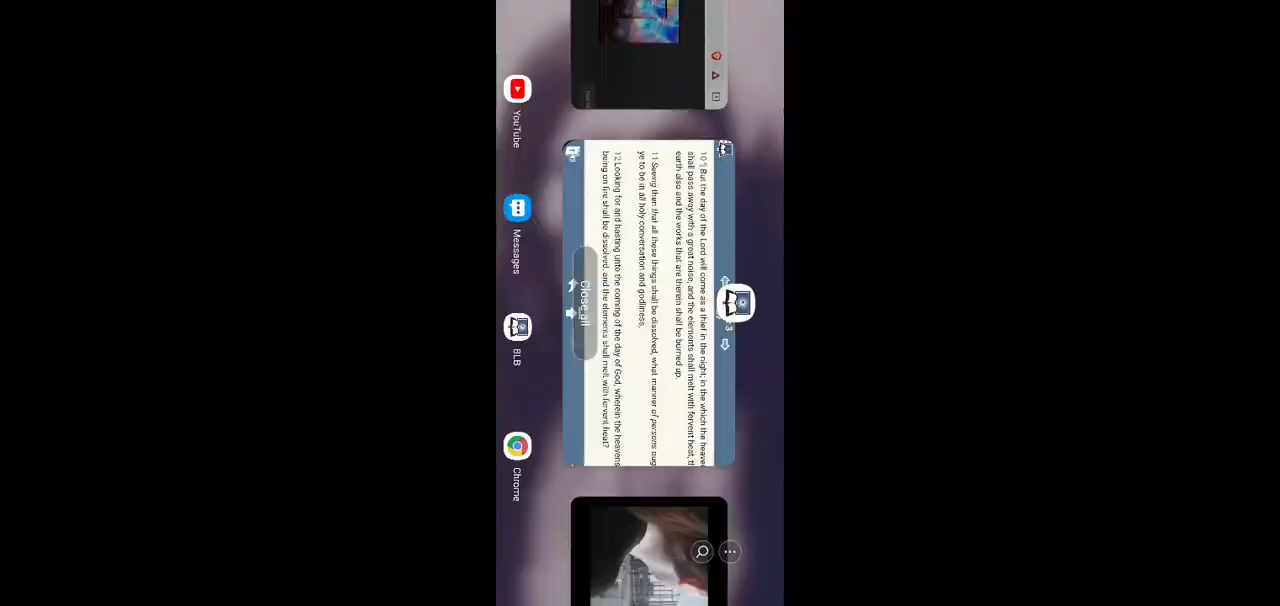 10 ¶ But the day of the Lord will come as a thief in the night; in the which the heave
shall pass away with a great noise, and the elements shall melt with fervent heat, th
earth also and the works that are therein shall be burned up.
11 Seeing then that all these things shall be dissolved, what manner of persons oug
ye to be in all holy conversation and godliness,
12 Looking for and hasting unto the coming of the day of God, wherein the heavens
being on fire shall be dissolved, and the elements shall melt with fervent heat?
3
Close all
YouTube
Messages
BLB
Chrome